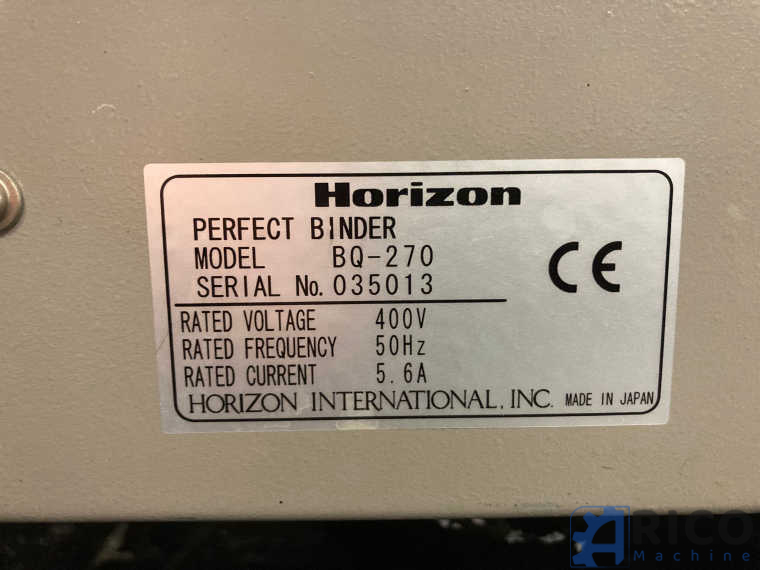 Horizon
PERFECT BINDER
MODEL BQ-270
SERIAL No. 035013
CE
RATED VOLTAGE 400V
RATED FREQUENCY 50Hz
RATED CURRENT 5.6A
HORIZON INTERNATIONAL, INC. MADE IN JAPAN
ARICO
Machine